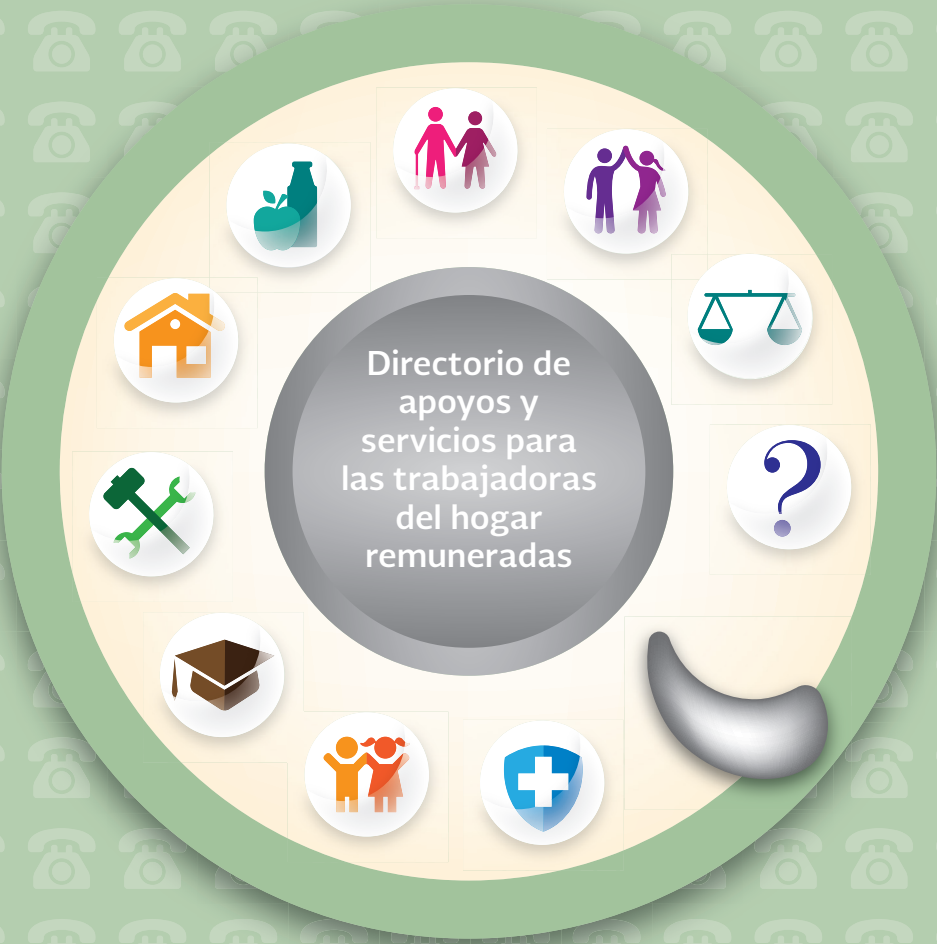 Directorio de
apoyos y
servicios para
las trabajadoras
del hogar
remuneradas
?